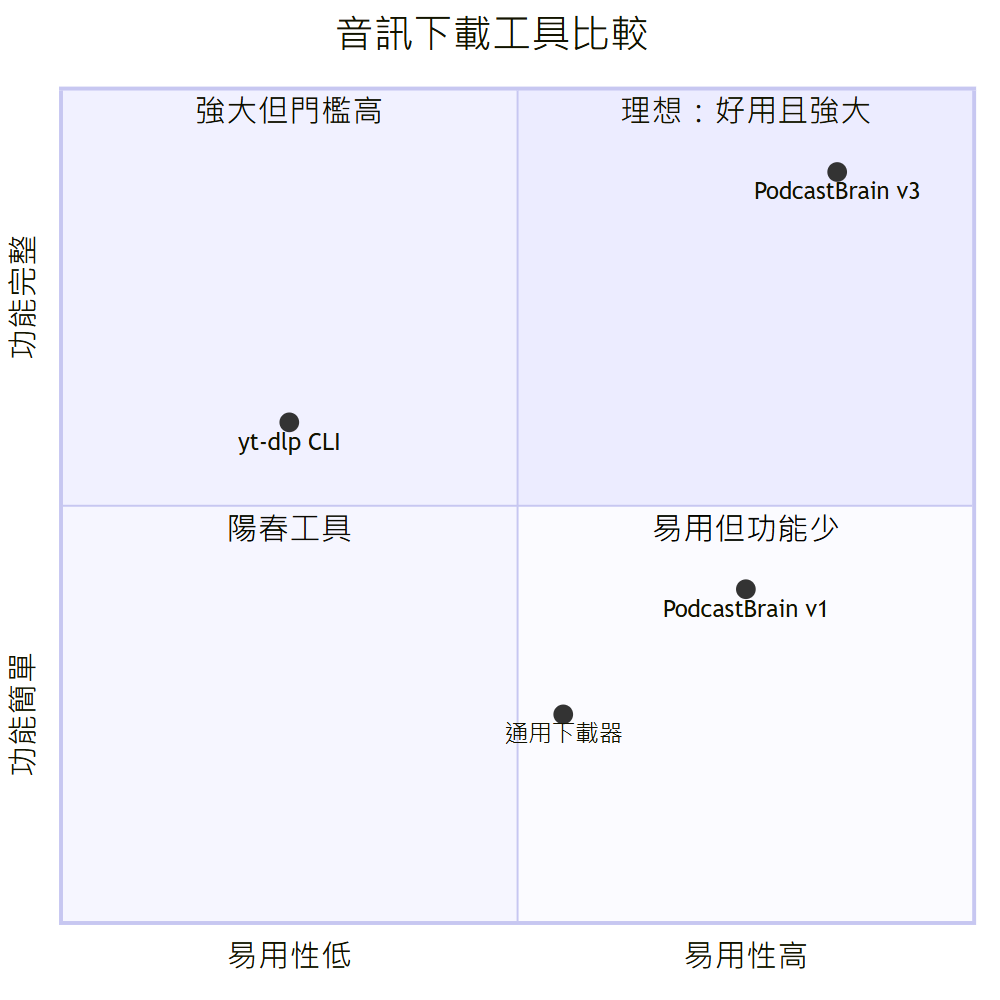 音訊下載工具比較
強大但門檻高
理想：好用且強大
PodcastBrain v3
功能完整
yt-dlp CLI
陽春工具
易用但功能少
PodcastBrain v1
功能簡單
通用下載器
易用性低
易用性高